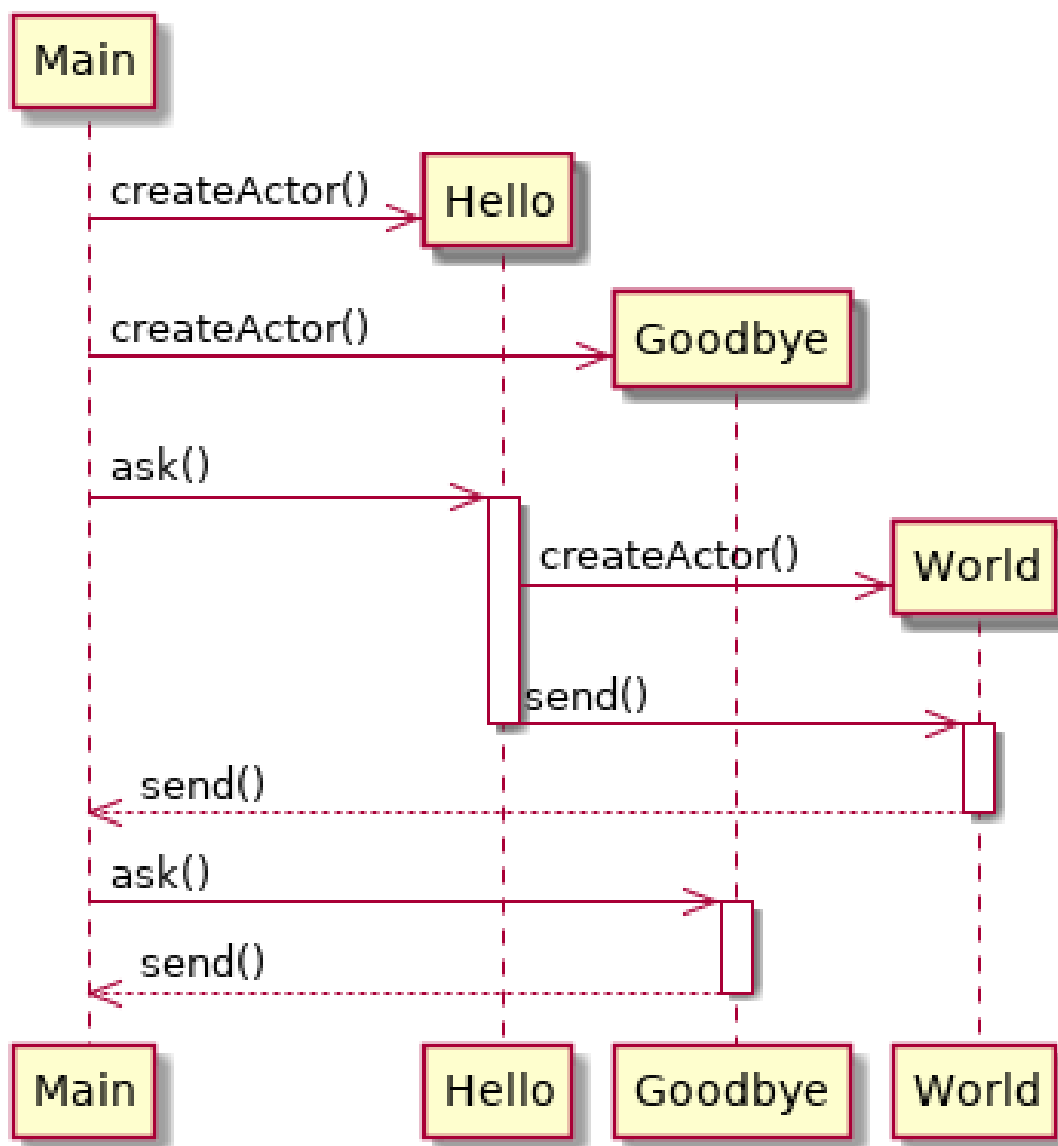 Main
createActor()
Hello
createActor()
Goodbye
ask()
createActor()
World
send()
send()
ask()
send()
Main Hello Goodbye World